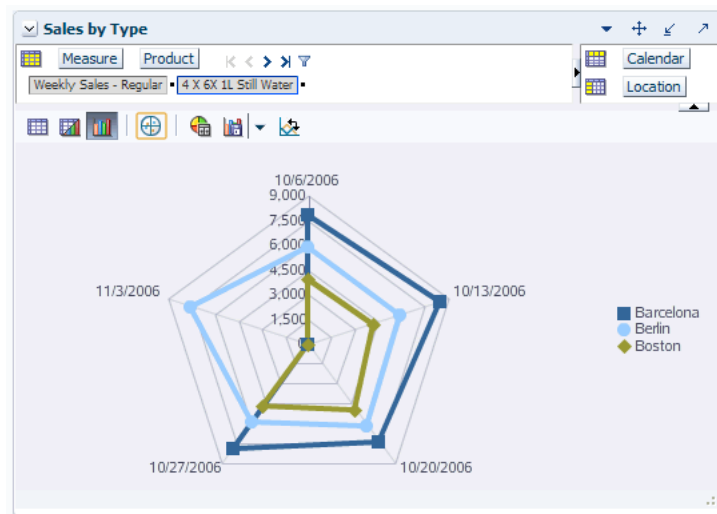 Sales by Type
Measure Product
Calendar
Weekly Sales - Regular 4 X 6X 1L Still Water
Location
10/6/2006
9,000
7,500
6,000
4,500
3,000
1,500
0
10/13/2006
11/3/2006
10/27/2006
10/20/2006
Barcelona
Berlin
Boston